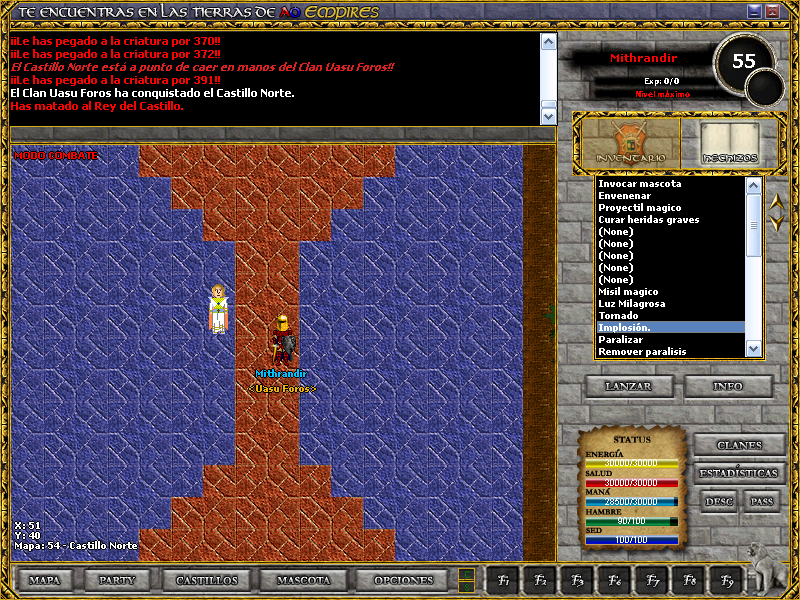 TE ENCUENTRAS EN LAS TIERRAS DE AO EMPIRES
¡¡Le has pegado a la criatura por 370!!
¡¡Le has pegado a la criatura por 372!!
El Castillo Norte está a punto de caer en manos del Clan Uasu Foros!!
¡¡Le has pegado a la criatura por 391!!
El Clan Uasu Foros ha conquistado el Castillo Norte.
Has matado al Rey del Castillo.
Mithrandir
55
Exp: 0/0
Nivel máximo
INVENTARIO
HECHIZOS
MODO COMBATE
Invocar mascota
Envenenar
Proyectil magico
Curar heridas graves
(None)
(None)
(None)
(None)
(None)
Misil magico
Luz Milagrosa
Tornado
Implosión.
Paralizar
Remover paralisis
Mithrandir
<Uasu Foros>
LANZAR
INFO
STATUS
ENERGÍA
30000/30000
SALUD
30000/30000
MANÁ
28500/30000
HAMBRE
90/100
SED
100/100
CLANES
ESTADÍSTICAS
DESC
PASS
X: 51
Y: 40
Mapa: 54 - Castillo Norte
MAPA
PARTY
CASTILLOS
MASCOTA
OPCIONES
F1
F2
F3
F6
F7
F8
F9